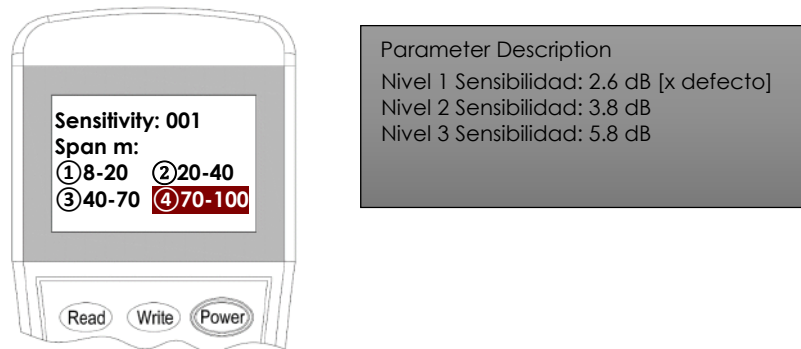 Sensitivity: 001
Span m:
①8-20 ②20-40
③40-70 ④70-100
Read Write Power
Parameter Description
Nivel 1 Sensibilidad: 2.6 dB [x defecto]
Nivel 2 Sensibilidad: 3.8 dB
Nivel 3 Sensibilidad: 5.8 dB